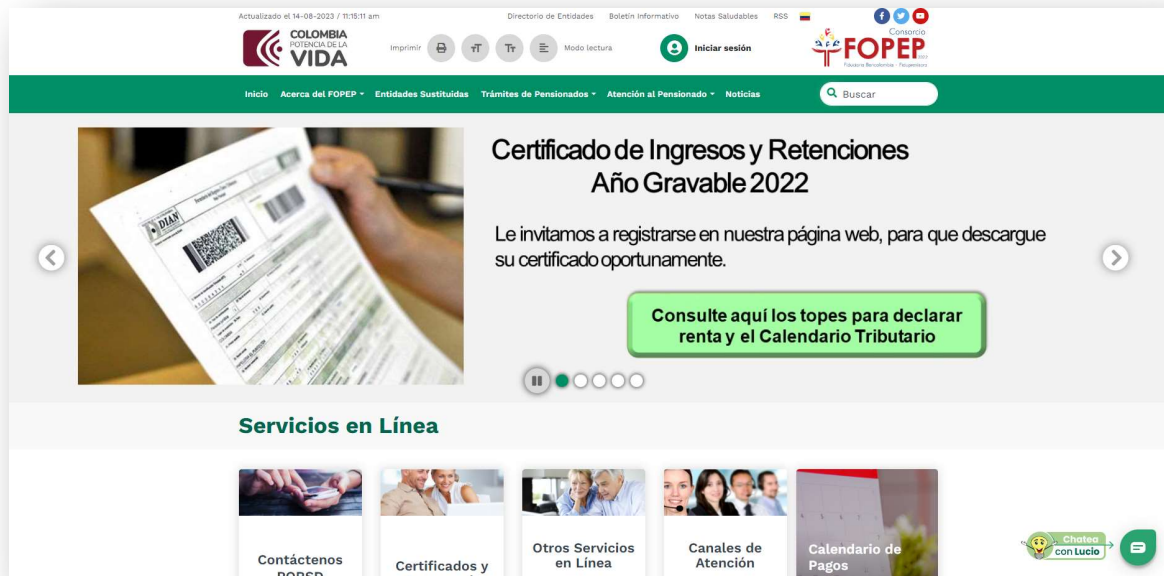 Actualizado el 14-08-2023 / 11:15:11 am
Directorio de Entidades Boletín Informativo Notas Saludables RSS
COLOMBIA
POTENCIA DE LA
VIDA
Imprimir
Modo lectura
Iniciar sesión
Consorcio
FOPEP
Inicio Acerca del FOPEP Entidades Sustituidas Trámites de Pensionados Atención al Pensionado Noticias
Buscar
DIAN
Certificado de Ingresos y Retenciones
Año Gravable 2022
Le invitamos a registrarse en nuestra página web, para que descargue
su certificado oportunamente.
Consulte aquí los topes para declarar
renta y el Calendario Tributario
Servicios en Línea
Contáctenos
PQRSD
Certificados y
Otros Servicios
en Línea
Canales de
Atención
Calendario de
Pagos
Chatea
con Lucio